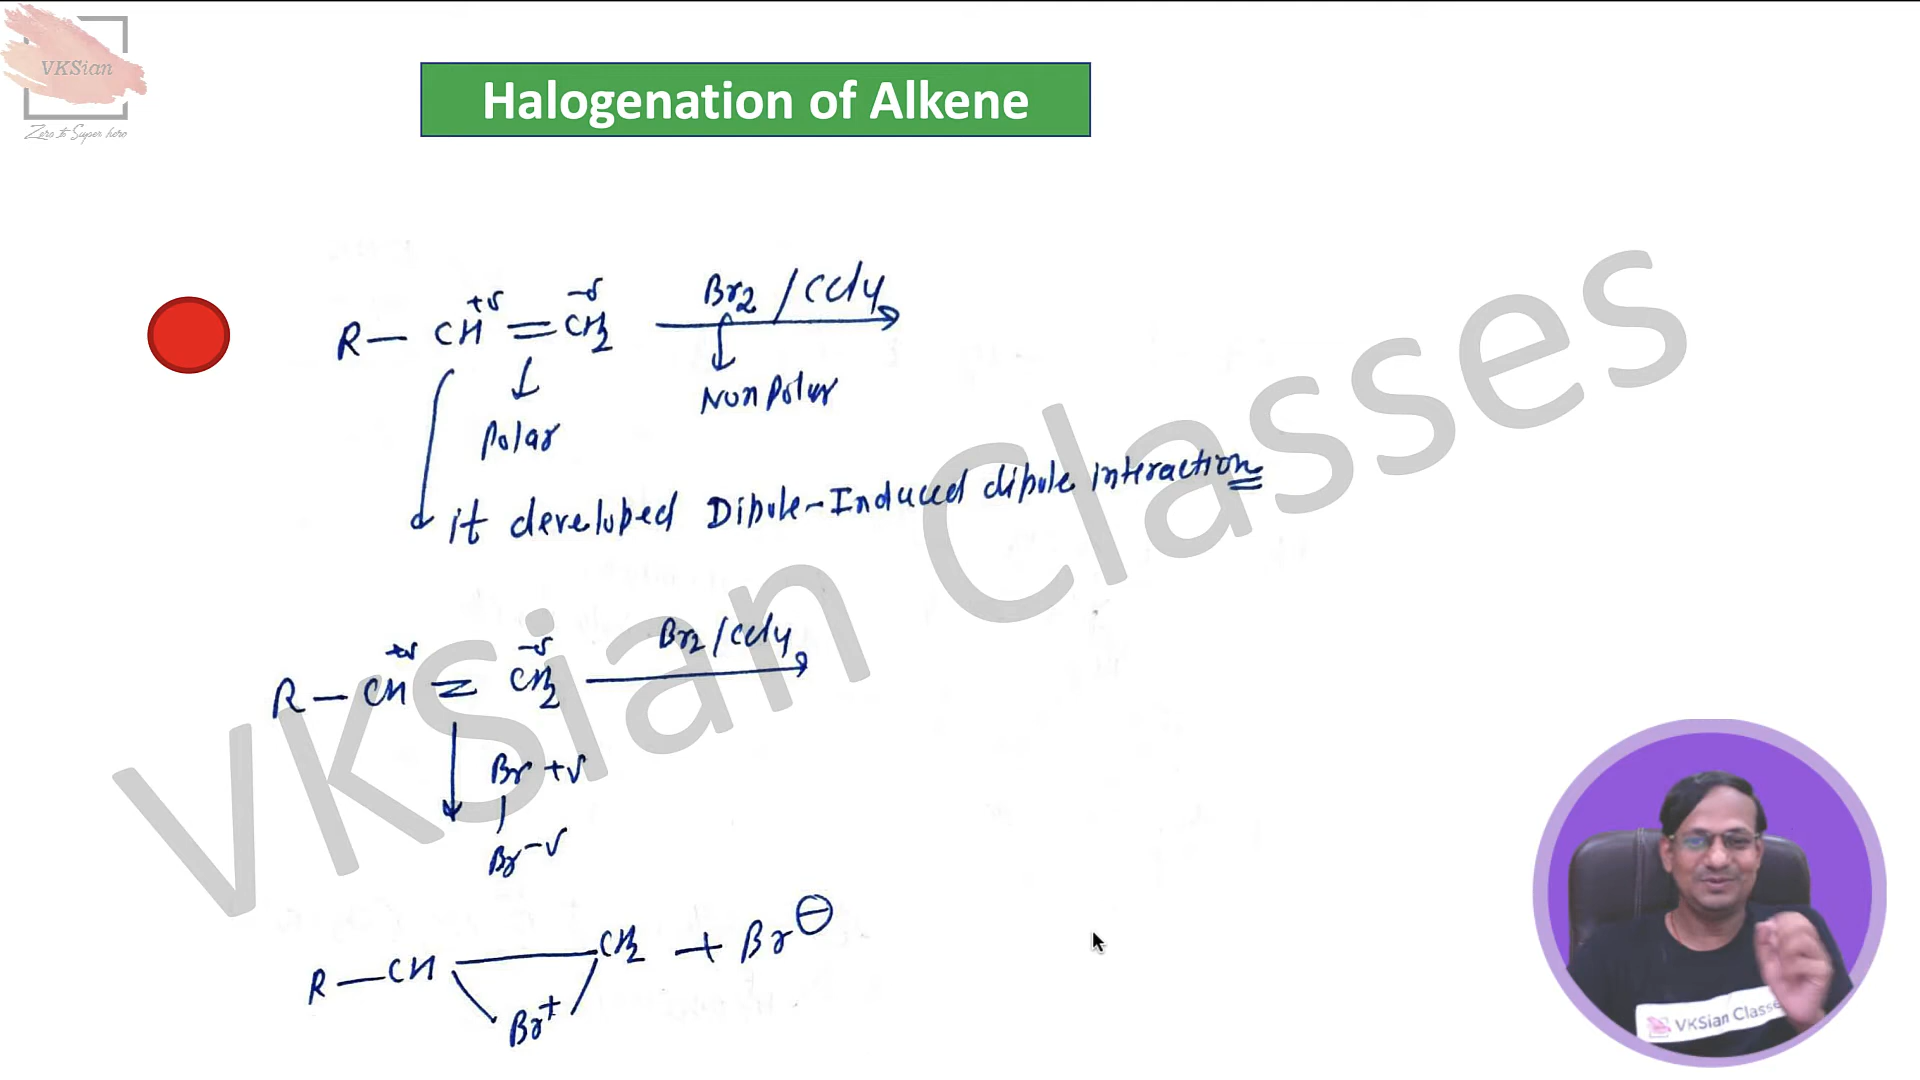 VKSian
Zero to Super hero
Halogenation of Alkene
+δ -δ
R — CH = CH2 Br2 / CCl4
Polar
Non Polar
it developed Dipole-Induced dipole interaction
+δ -δ
R — CH = CH2 Br2 / CCl4
Br +δ
Br -δ
R — CH — CH2 + Br ⊖
Br+
VKSian Classes
VKSian Classe